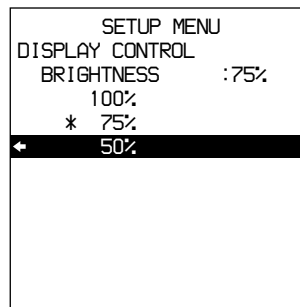 SETUP MENU
DISPLAY CONTROL
BRIGHTNESS :75%
100%
* 75%
← 50%